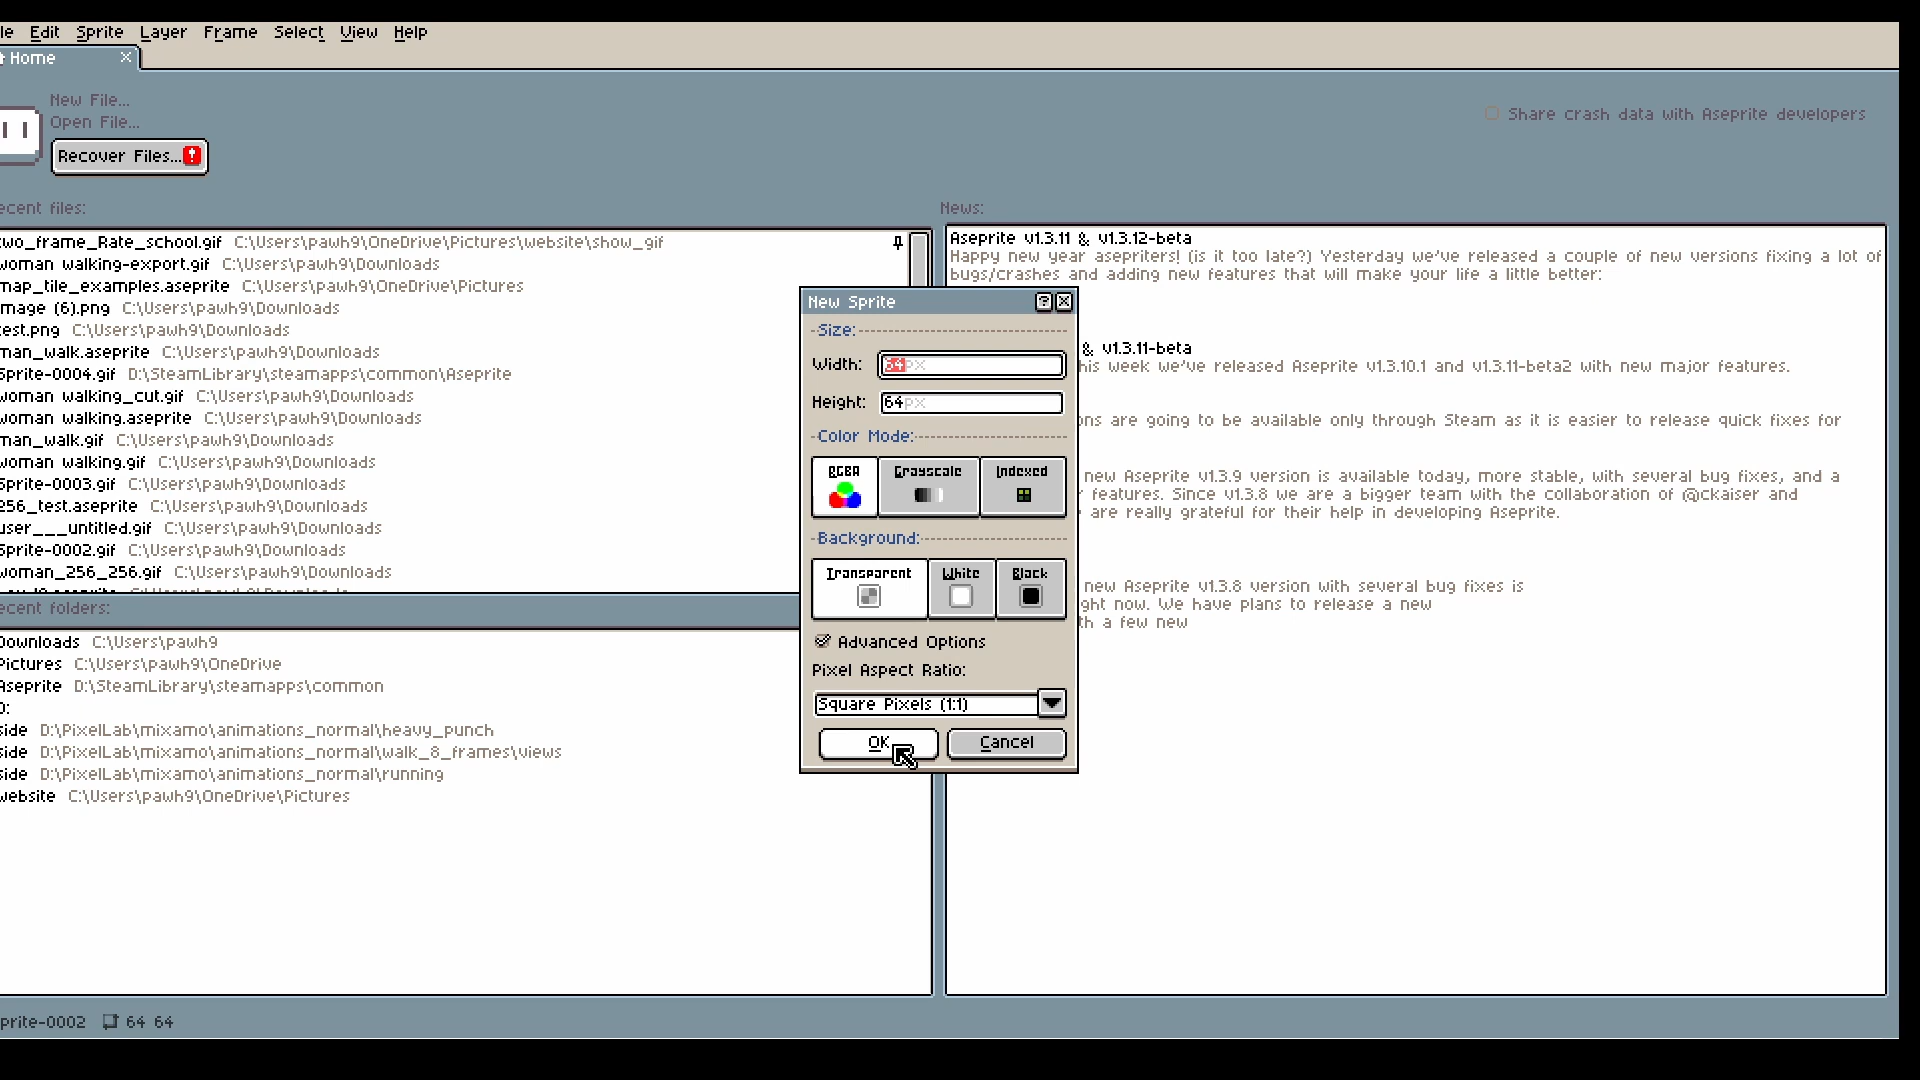 le Edit Sprite Layer Frame Select View Help
Home
New File...
Open File...
Recover Files...
Share crash data with Aseprite developers
ecent files:
two_frame_Rate_school.gif C:\Users\pawh9\OneDrive\Pictures\website\show_gif
woman walking-export.gif C:\Users\pawh9\Downloads
map_tile_examples.aseprite C:\Users\pawh9\OneDrive\Pictures
mage (6).png C:\Users\pawh9\Downloads
test.png C:\Users\pawh9\Downloads
man_walk.aseprite C:\Users\pawh9\Downloads
Sprite-0004.gif D:\SteamLibrary\steamapps\common\Aseprite
woman walking_cut.gif C:\Users\pawh9\Downloads
woman walking.aseprite C:\Users\pawh9\Downloads
man_walk.gif C:\Users\pawh9\Downloads
woman walking.gif C:\Users\pawh9\Downloads
Sprite-0003.gif C:\Users\pawh9\Downloads
256_test.aseprite C:\Users\pawh9\Downloads
user___untitled.gif C:\Users\pawh9\Downloads
Sprite-0002.gif C:\Users\pawh9\Downloads
woman_256_256.gif C:\Users\pawh9\Downloads
ecent folders:
Downloads C:\Users\pawh9
Pictures C:\Users\pawh9\OneDrive
Aseprite D:\SteamLibrary\steamapps\common
D:
side D:\PixelLab\mixamo\animations_normal\heavy_punch
side D:\PixelLab\mixamo\animations_normal\walk_8_frames\views
side D:\PixelLab\mixamo\animations_normal\running
website C:\Users\pawh9\OneDrive\Pictures
New Sprite
Size:
Width: 64px
Height: 64px
Color Mode:
RGBA Grayscale Indexed
Background:
Transparent White Black
Advanced Options
Pixel Aspect Ratio:
Square Pixels (1:1)
OK Cancel
News:
Aseprite v1.3.11 & v1.3.12-beta
Happy new year asepriters! (is it too late?) Yesterday we've released a couple of new versions fixing a lot of
bugs/crashes and adding new features that will make your life a little better:
& v1.3.11-beta
his week we've released Aseprite v1.3.10.1 and v1.3.11-beta2 with new major features.
ons are going to be available only through Steam as it is easier to release quick fixes for
new Aseprite v1.3.9 version is available today, more stable, with several bug fixes, and a
r features. Since v1.3.8 we are a bigger team with the collaboration of @ckaiser and
are really grateful for their help in developing Aseprite.
new Aseprite v1.3.8 version with several bug fixes is
ght now. We have plans to release a new
th a few new
prite-0002 64 64